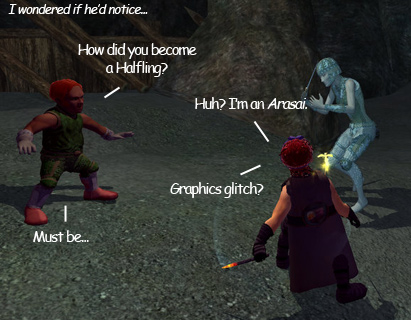 I wondered if he'd notice...
How did you become
a Halfling?
Huh? I'm an Arasai.
Graphics glitch?
Must be...